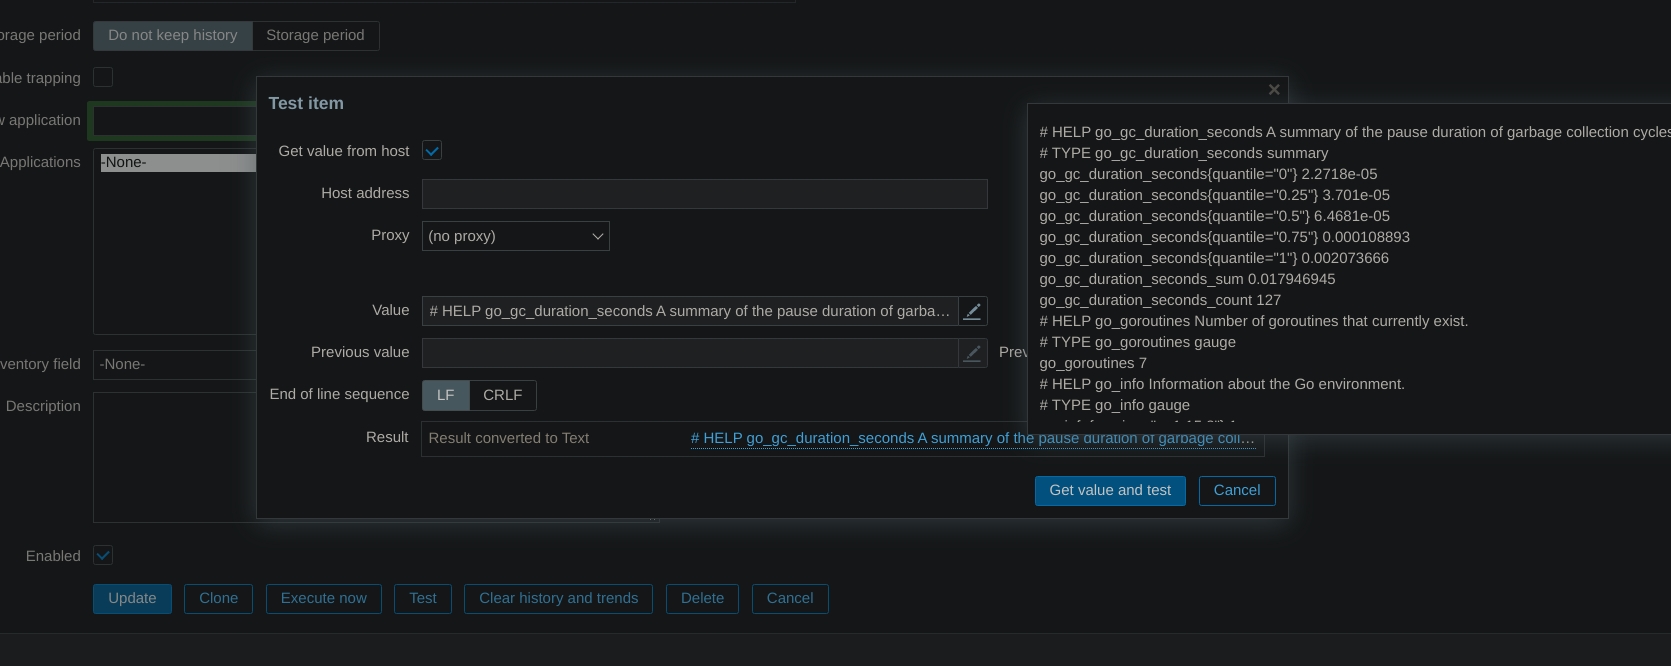 orage period Do not keep history Storage period
able trapping
w application
Applications -None-
ventory field -None-
Description
Enabled
Update Clone Execute now Test Clear history and trends Delete Cancel
Test item
Get value from host
Host address
Proxy (no proxy)
Value # HELP go_gc_duration_seconds A summary of the pause duration of garba…
Previous value Prev
End of line sequence LF CRLF
Result Result converted to Text # HELP go_gc_duration_seconds A summary of the pause duration of garbage coll…
Get value and test Cancel
# HELP go_gc_duration_seconds A summary of the pause duration of garbage collection cycles
# TYPE go_gc_duration_seconds summary
go_gc_duration_seconds{quantile="0"} 2.2718e-05
go_gc_duration_seconds{quantile="0.25"} 3.701e-05
go_gc_duration_seconds{quantile="0.5"} 6.4681e-05
go_gc_duration_seconds{quantile="0.75"} 0.000108893
go_gc_duration_seconds{quantile="1"} 0.002073666
go_gc_duration_seconds_sum 0.017946945
go_gc_duration_seconds_count 127
# HELP go_goroutines Number of goroutines that currently exist.
# TYPE go_goroutines gauge
go_goroutines 7
# HELP go_info Information about the Go environment.
# TYPE go_info gauge